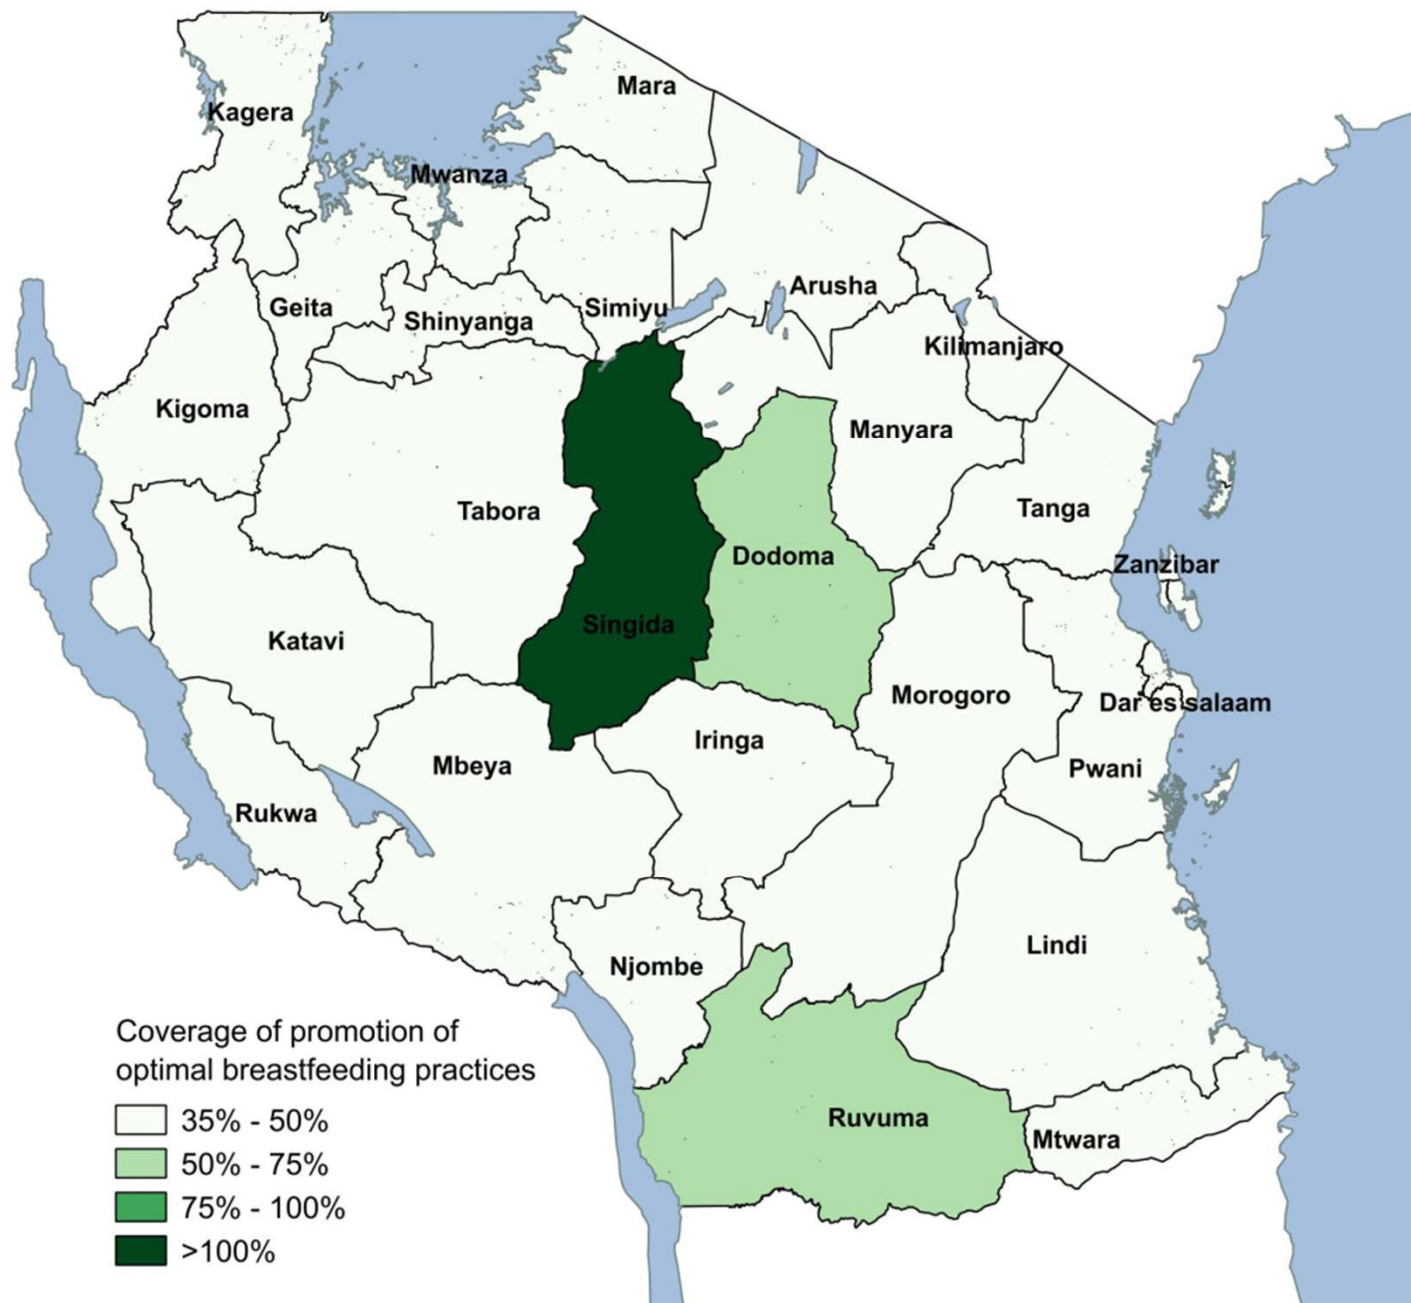 Mara
Kagera
Mwanza
Arusha
Geita
Simiyu
Shinyanga
Kilimanjaro
Kigoma
Manyara
Tabora
Tanga
Dodoma
Zanzibar
Singida
Katavi
Morogoro
Dar es salaam
Iringa
Mbeya
Pwani
Rukwa
Lindi
Njombe
Coverage of promotion of
optimal breastfeeding practices
35% - 50%
50% - 75%
75% - 100%
>100%
Ruvuma
Mtwara